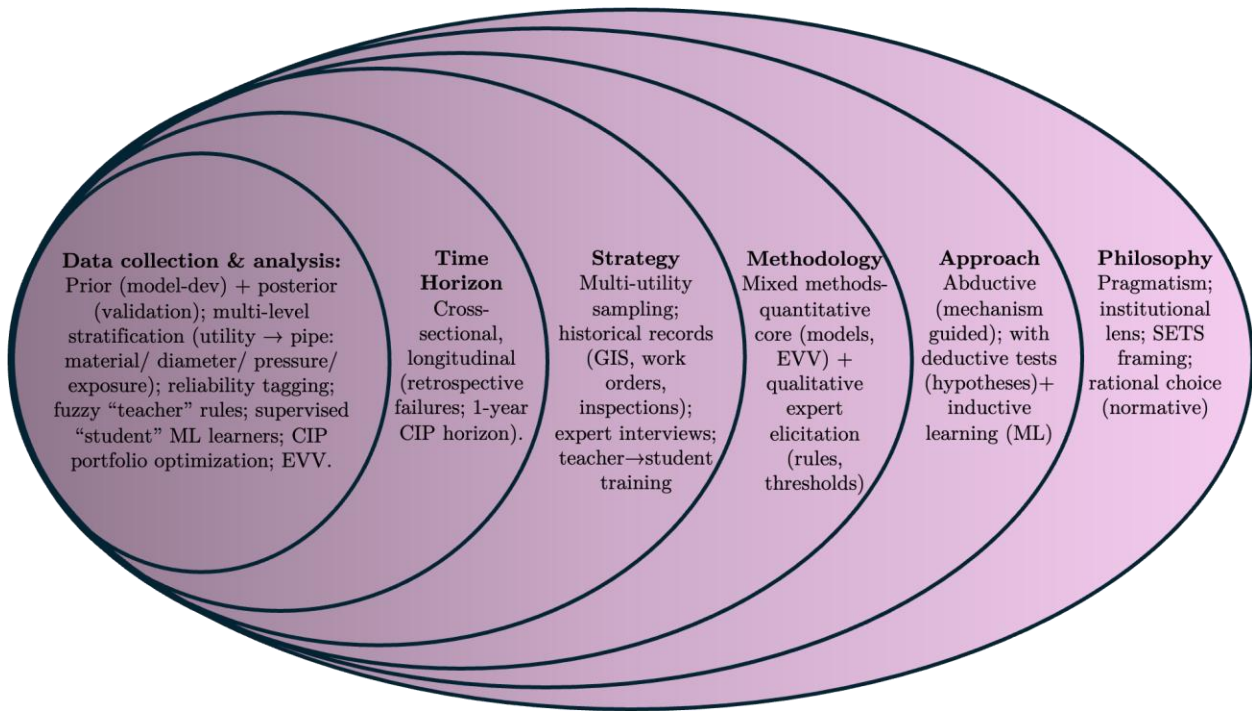 Data collection & analysis:
Prior (model-dev) + posterior
(validation); multi-level
stratification (utility → pipe:
material/ diameter/ pressure/
exposure); reliability tagging;
fuzzy “teacher” rules; supervised
“student” ML learners; CIP
portfolio optimization; EVV.
Time
Horizon
Cross-
sectional,
longitudinal
(retrospective
failures; 1-year
CIP horizon).
Strategy
Multi-utility
sampling;
historical records
(GIS, work
orders,
inspections);
expert interviews;
teacher→student
training
Methodology
Mixed methods-
quantitative
core (models,
EVV) +
qualitative
expert
elicitation
(rules,
thresholds)
Approach
Abductive
(mechanism
guided); with
deductive tests
(hypotheses)+
inductive
learning (ML)
Philosophy
Pragmatism;
institutional
lens; SETS
framing;
rational choice
(normative)